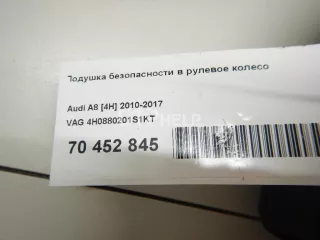 Подушка безопасности в рулевое колесо
Audi A8 [4H] 2010-2017
VAG 4H0880201S1KT
70 452 845